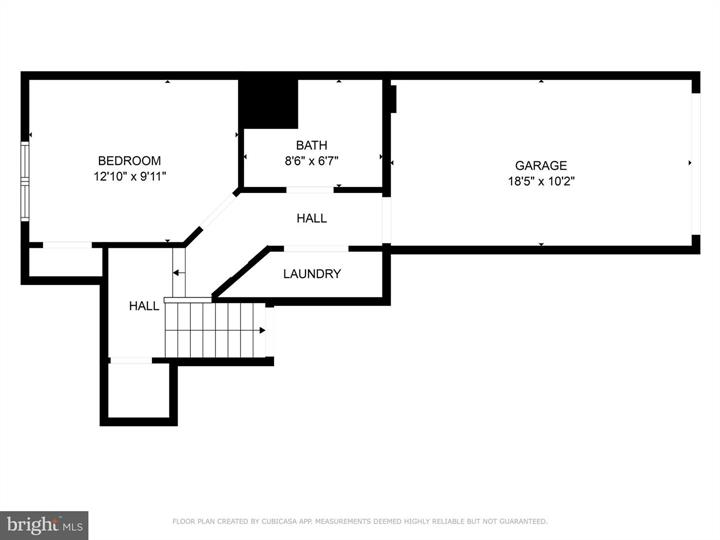 BEDROOM
12'10" x 9'11"
BATH
8'6" x 6'7"
GARAGE
18'5" x 10'2"
HALL
LAUNDRY
HALL
bright MLS
FLOOR PLAN CREATED BY CUBICASA APP. MEASUREMENTS DEEMED HIGHLY RELIABLE BUT NOT GUARANTEED.